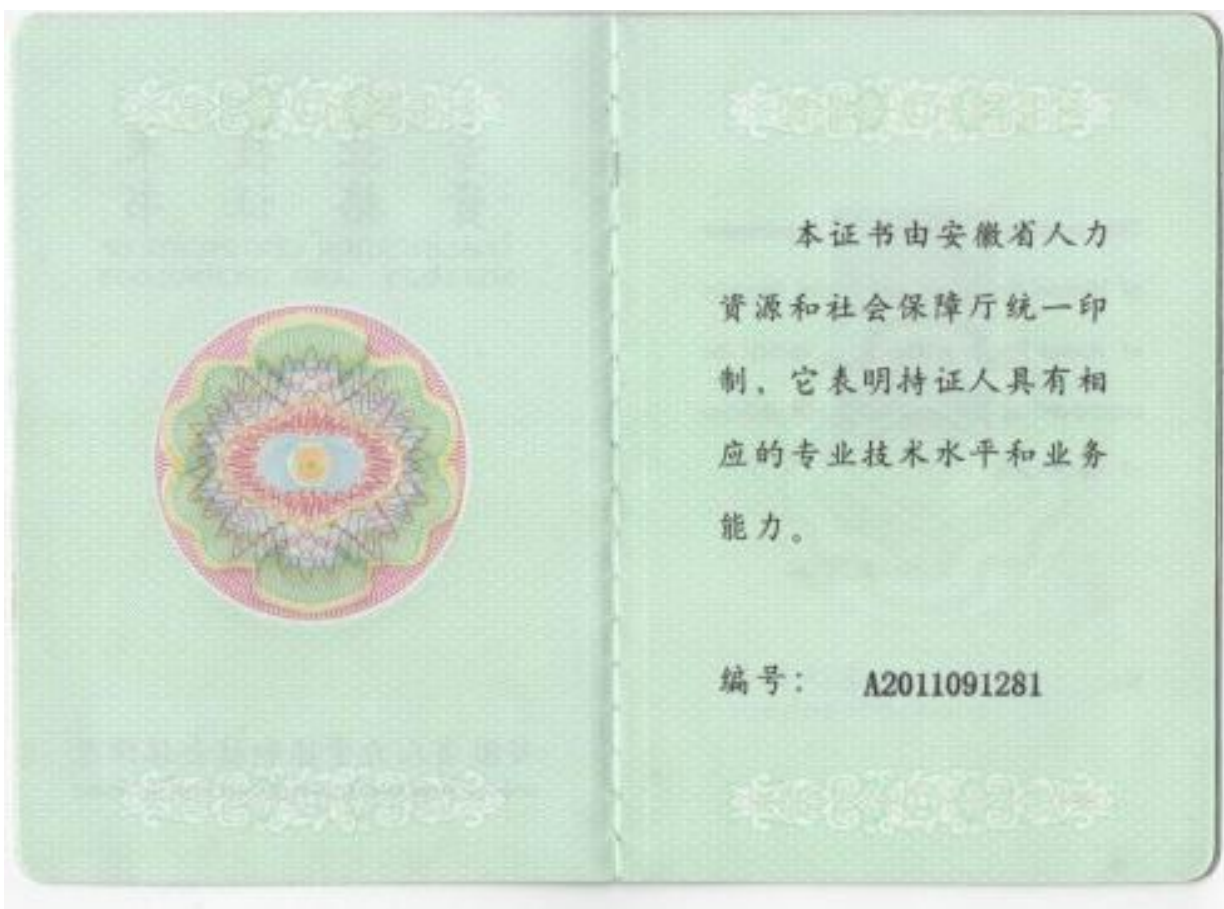 本证书由安徽省人力
資源和社会保障厅统一印
制、它表明持证人具有相
应的专业技术水平和业务
能力。
编号： A2011091281